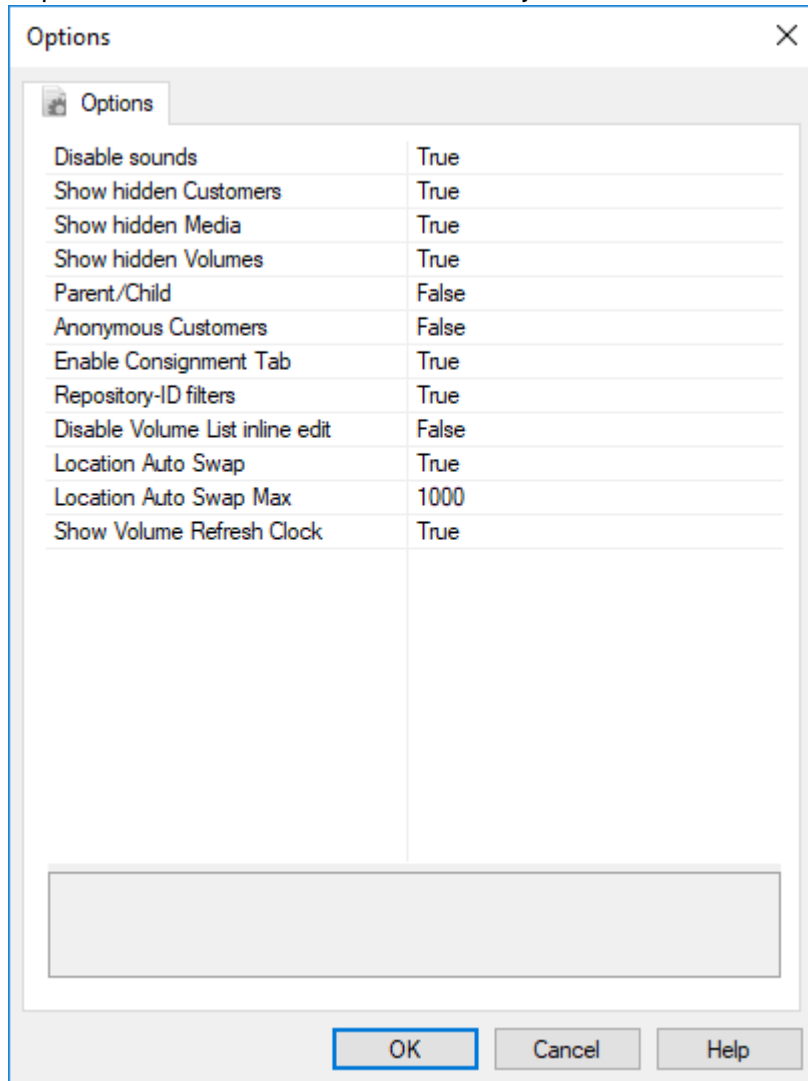 Options
Options
Disable sounds True
Show hidden Customers True
Show hidden Media True
Show hidden Volumes True
Parent/Child False
Anonymous Customers False
Enable Consignment Tab True
Repository-ID filters True
Disable Volume List inline edit False
Location Auto Swap True
Location Auto Swap Max 1000
Show Volume Refresh Clock True
OK Cancel Help